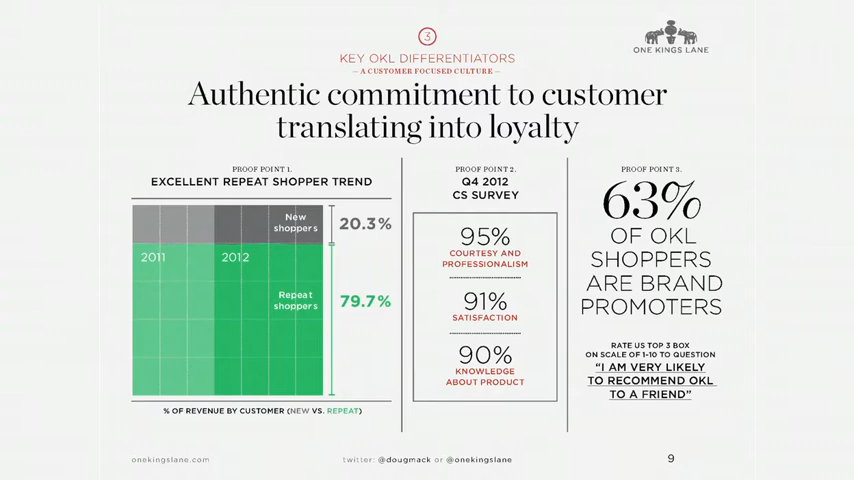 3
ONE KINGS LANE
KEY OKL DIFFERENTIATORS
– A CUSTOMER FOCUSED CULTURE –
Authentic commitment to customer
translating into loyalty
PROOF POINT 1.
EXCELLENT REPEAT SHOPPER TREND
New
shoppers
20.3%
2011
2012
Repeat
shoppers
79.7%
% OF REVENUE BY CUSTOMER (NEW VS. REPEAT)
PROOF POINT 2.
Q4 2012
CS SURVEY
95%
COURTESY AND
PROFESSIONALISM
91%
SATISFACTION
90%
KNOWLEDGE
ABOUT PRODUCT
PROOF POINT 3.
63%
OF OKL
SHOPPERS
ARE BRAND
PROMOTERS
RATE US TOP 3 BOX
ON SCALE OF 1-10 TO QUESTION
“I AM VERY LIKELY
TO RECOMMEND OKL
TO A FRIEND”
onekingslane.com
twitter: @dougmack or @onekingslane
9